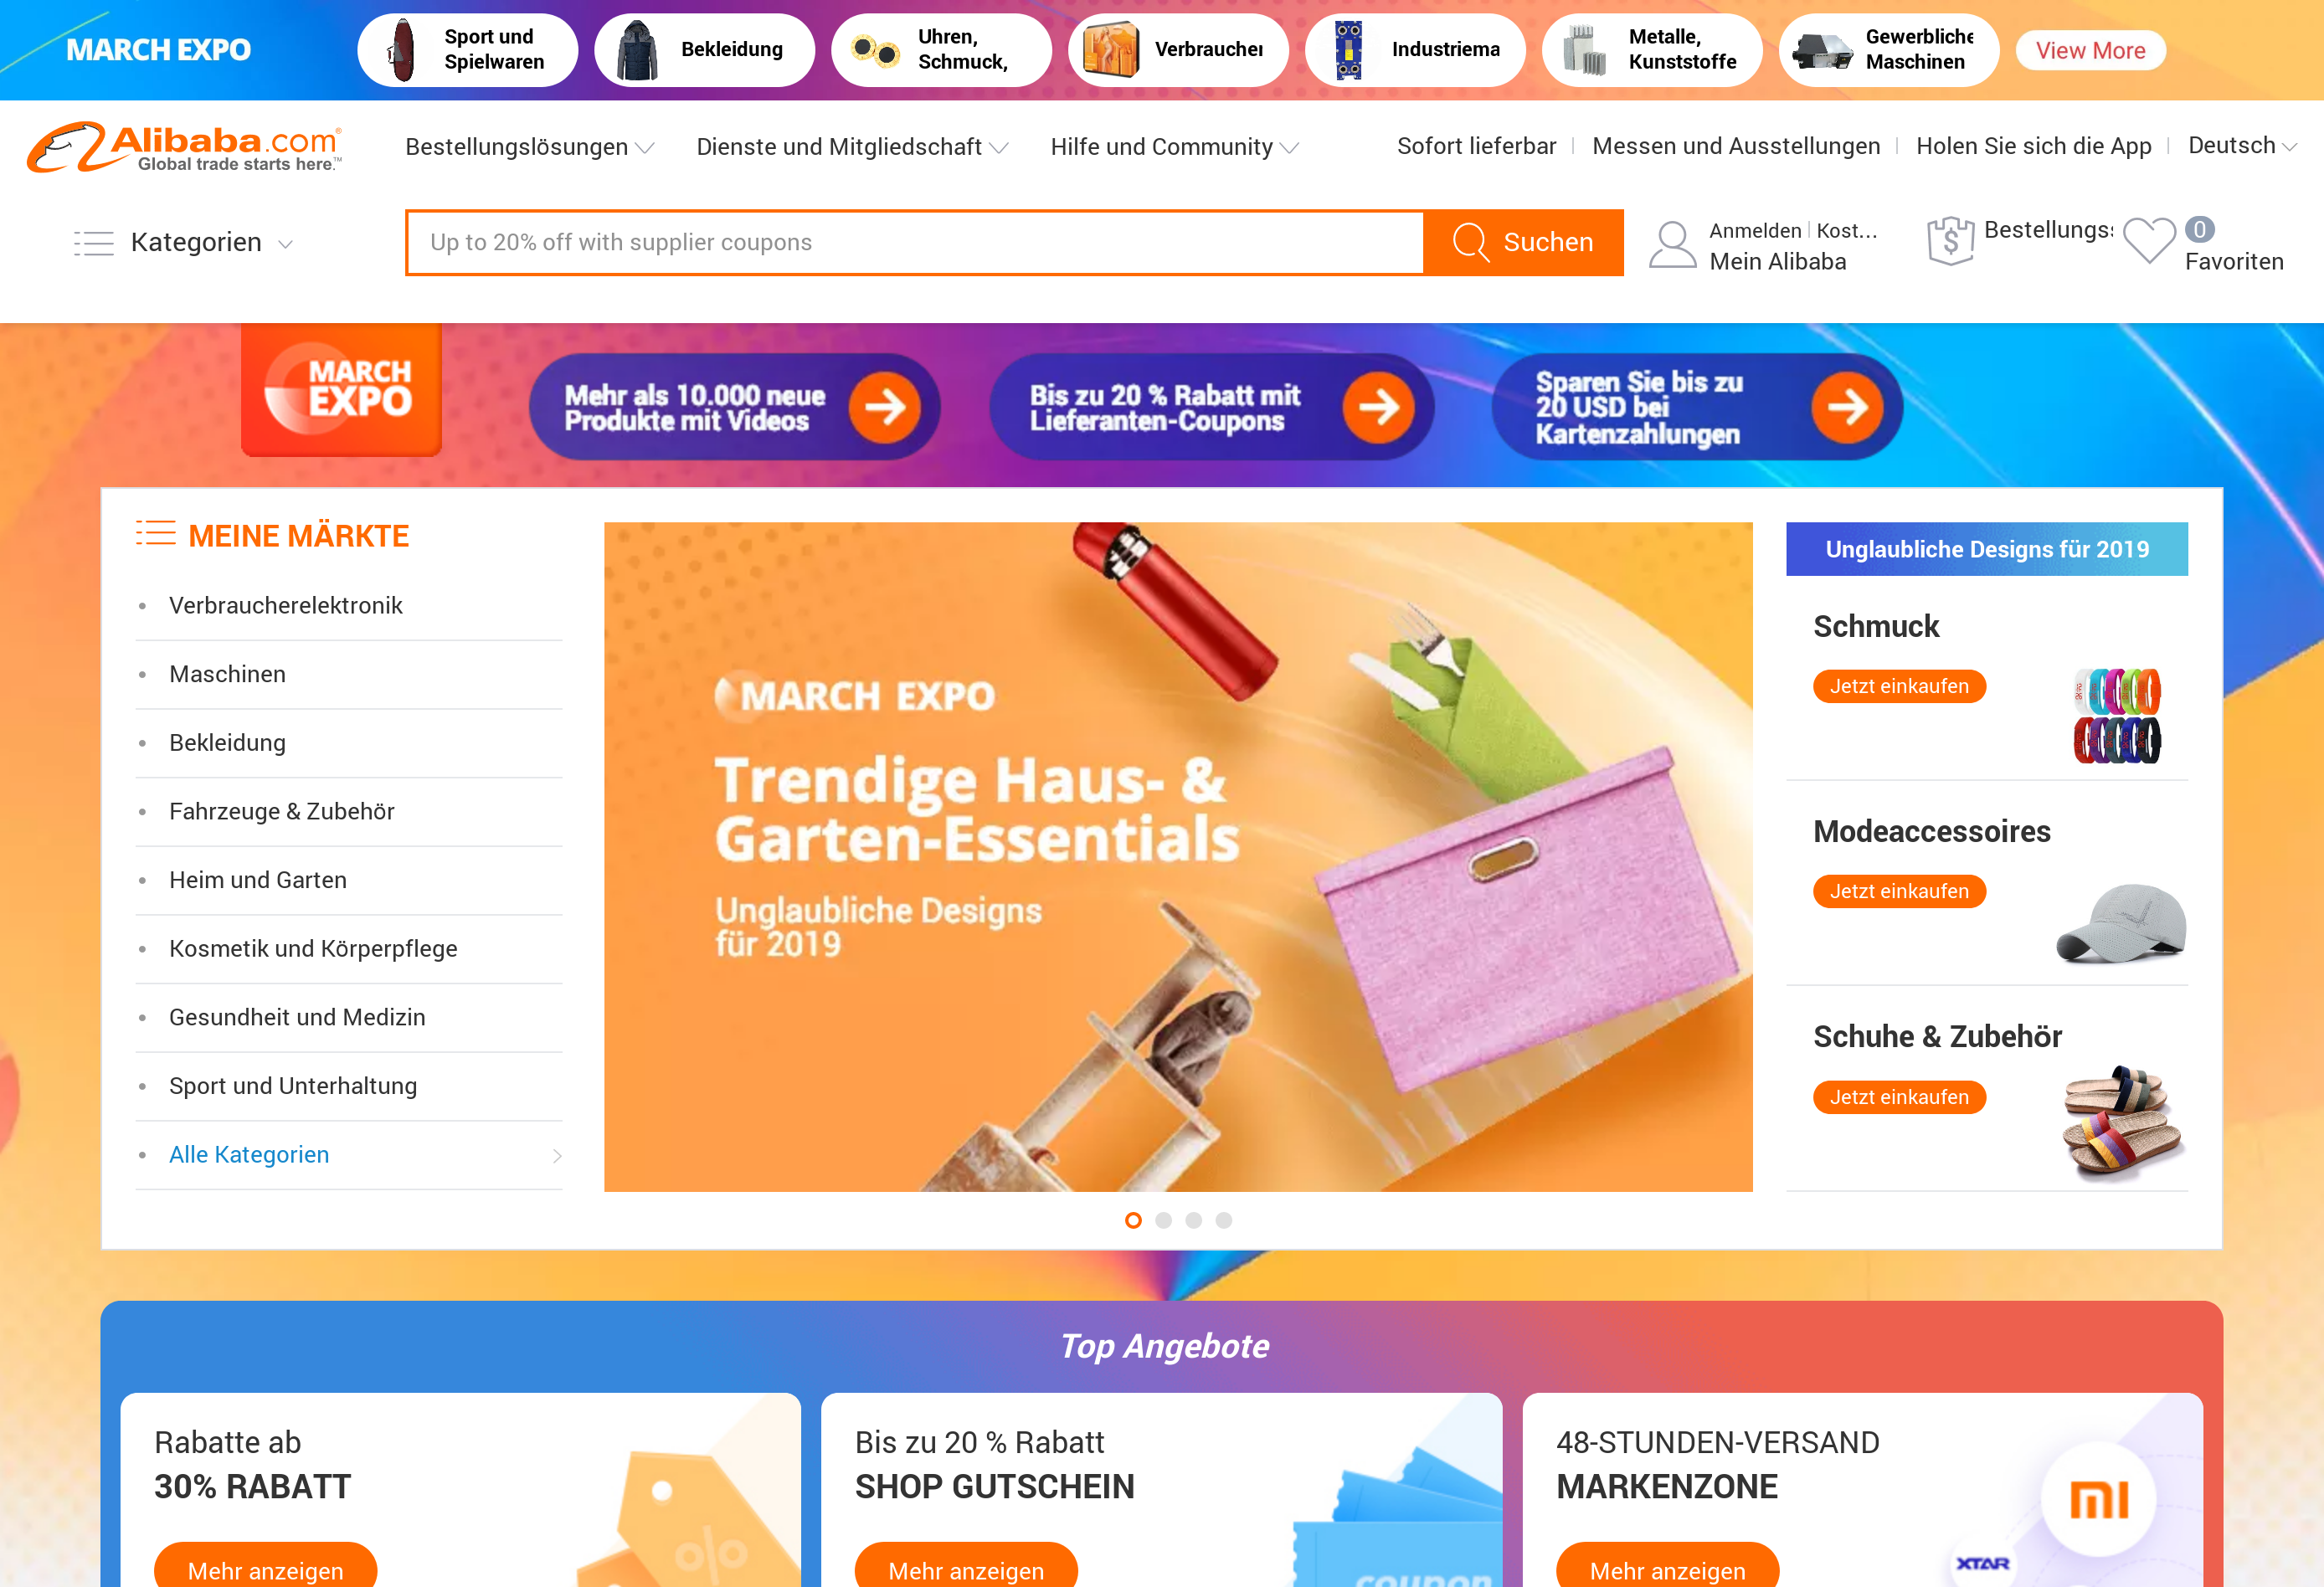 MARCH EXPO
Sport und
Spielwaren
Bekleidung
Uhren,
Schmuck,
Verbraucher
Industriema
Metalle,
Kunststoffe
Gewerbliche
Maschinen
View More
Alibaba.com®
Global trade starts here.™
Bestellungslösungen
Dienste und Mitgliedschaft
Hilfe und Community
Sofort lieferbar
Messen und Ausstellungen
Holen Sie sich die App
Deutsch
Kategorien
Up to 20% off with supplier coupons
Suchen
Anmelden
Kost...
Mein Alibaba
Bestellungs
0
Favoriten
MARCH
EXPO
Mehr als 10.000 neue
Produkte mit Videos
Bis zu 20 % Rabatt mit
Lieferanten-Coupons
Sparen Sie bis zu
20 USD bei
Kartenzahlungen
MEINE MÄRKTE
Verbraucherelektronik
Maschinen
Bekleidung
Fahrzeuge & Zubehör
Heim und Garten
Kosmetik und Körperpflege
Gesundheit und Medizin
Sport und Unterhaltung
Alle Kategorien
MARCH EXPO
Trendige Haus- &
Garten-Essentials
Unglaubliche Designs
für 2019
Unglaubliche Designs für 2019
Schmuck
Jetzt einkaufen
Modeaccessoires
Jetzt einkaufen
Schuhe & Zubehör
Jetzt einkaufen
Top Angebote
Rabatte ab
30% RABATT
Mehr anzeigen
%
Bis zu 20 % Rabatt
SHOP GUTSCHEIN
Mehr anzeigen
coupon
48-STUNDEN-VERSAND
MARKENZONE
Mehr anzeigen
mi
XTAR